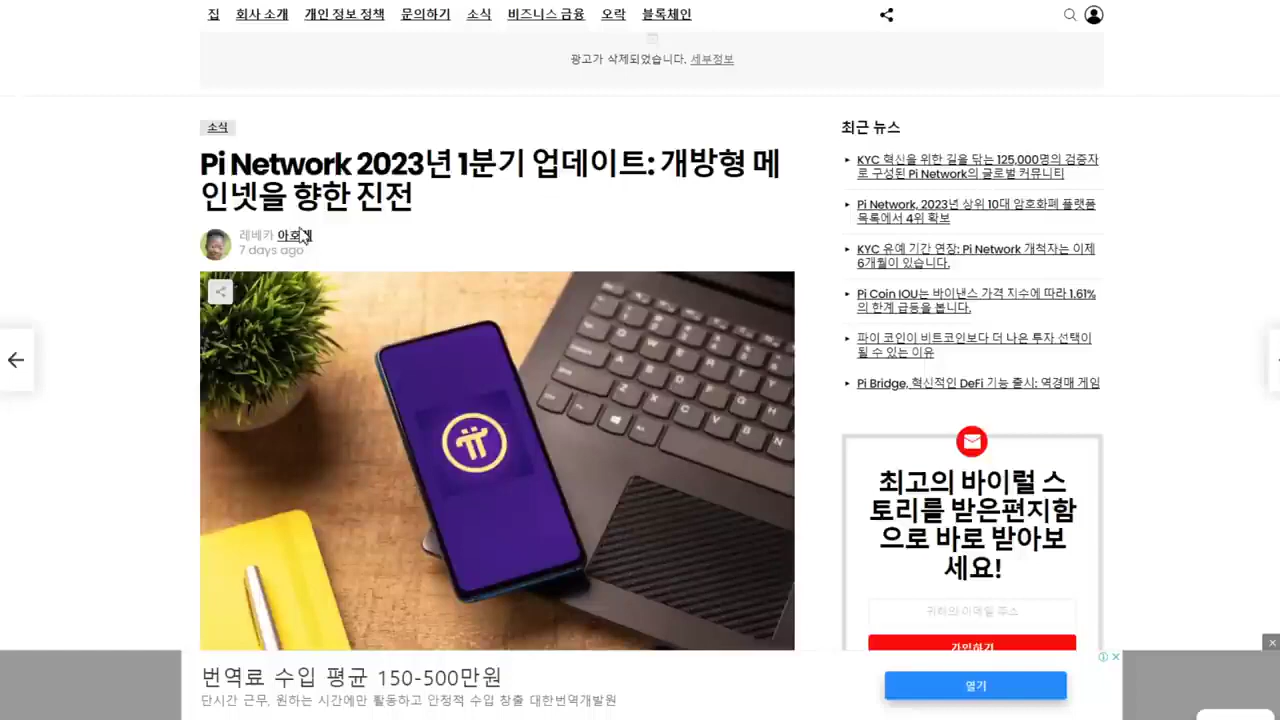 집 회사 소개 개인 정보 정책 문의하기 소식 비즈니스 금융 오락 블록체인
광고가 삭제되었습니다. 세부정보
소식
Pi Network 2023년 1분기 업데이트: 개방형 메
인넷을 향한 진전
레베카
7 days ago
최근 뉴스
KYC 혁신을 위한 길을 닦는 125,000명의 검증자
로 구성된 Pi Network의 글로벌 커뮤니티
Pi Network, 2023년 상위 10대 암호화폐 플랫폼
목록에서 4위 확보
KYC 유예 기간 연장: Pi Network 개척자는 이제
6개월이 있습니다.
Pi Coin IOU는 바이낸스 가격 지수에 따라 1.61%
의 한계 급등을 봅니다.
파이 코인이 비트코인보다 더 나은 투자 선택이
될 수 있는 이유
Pi Bridge, 혁신적인 DeFi 기능 출시: 역경매 게임
최고의 바이럴 스
토리를 받은편지함
으로 바로 받아보
세요!
귀하의 이메일 주소
가입하기
번역료 수입 평균 150-500만원
단시간 근무, 원하는 시간에만 활동하고 안정적 수입 창출 대한번역개발원
열기